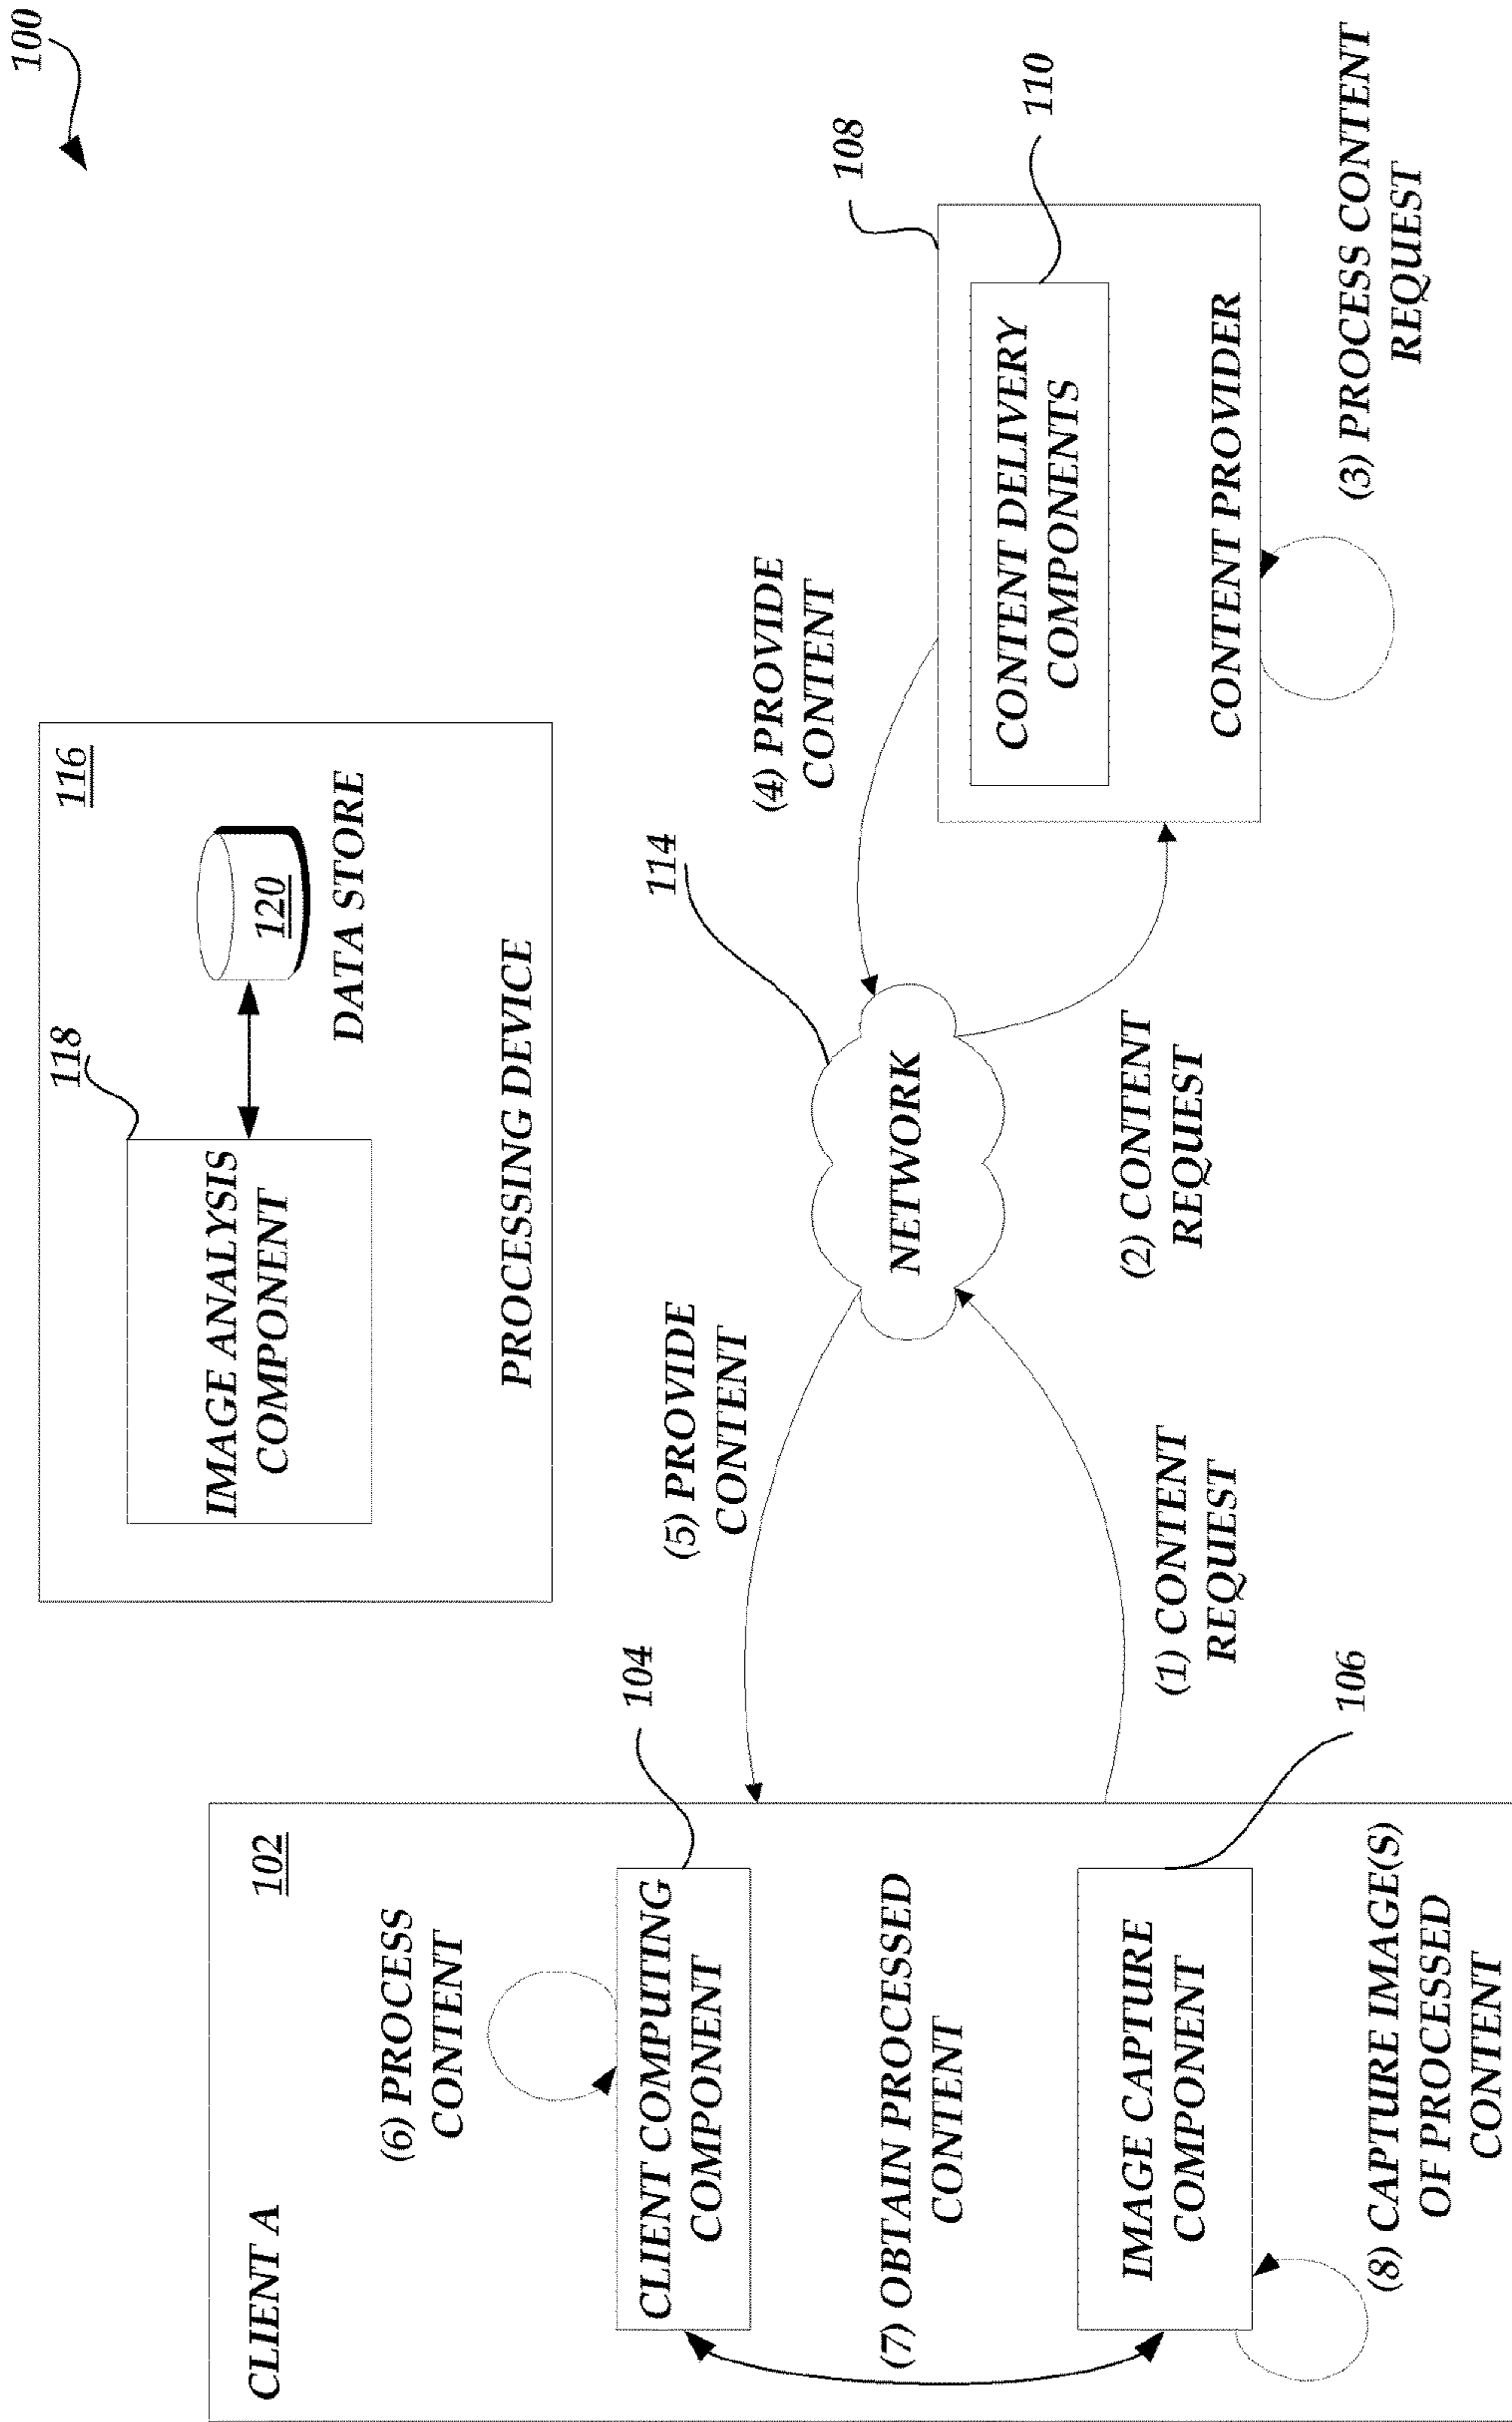 100
116
118
IMAGE ANALYSIS
COMPONENT
120
DATA STORE
PROCESSING DEVICE
CLIENT A
102
(6) PROCESS
CONTENT
104
CLIENT COMPUTING
COMPONENT
(7) OBTAIN PROCESSED
CONTENT
IMAGE CAPTURE
COMPONENT
106
(8) CAPTURE IMAGE(S)
OF PROCESSED
CONTENT
(5) PROVIDE
CONTENT
(1) CONTENT
REQUEST
114
NETWORK
(4) PROVIDE
CONTENT
(2) CONTENT
REQUEST
108
110
CONTENT DELIVERY
COMPONENTS
CONTENT PROVIDER
(3) PROCESS CONTENT
REQUEST